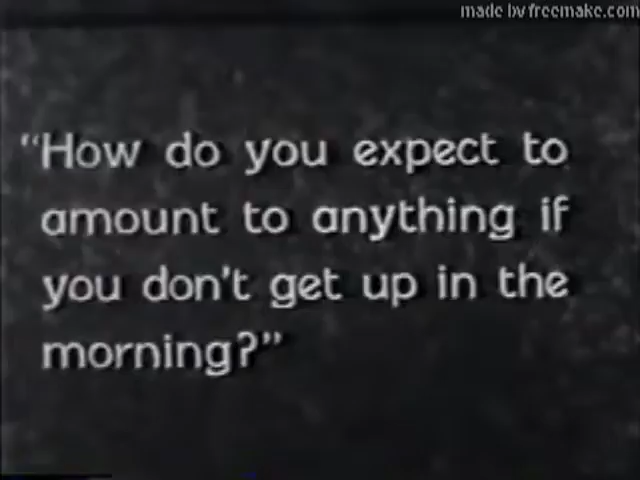 made by freemake.com
“How do you expect to
amount to anything if
you don't get up in the
morning?”